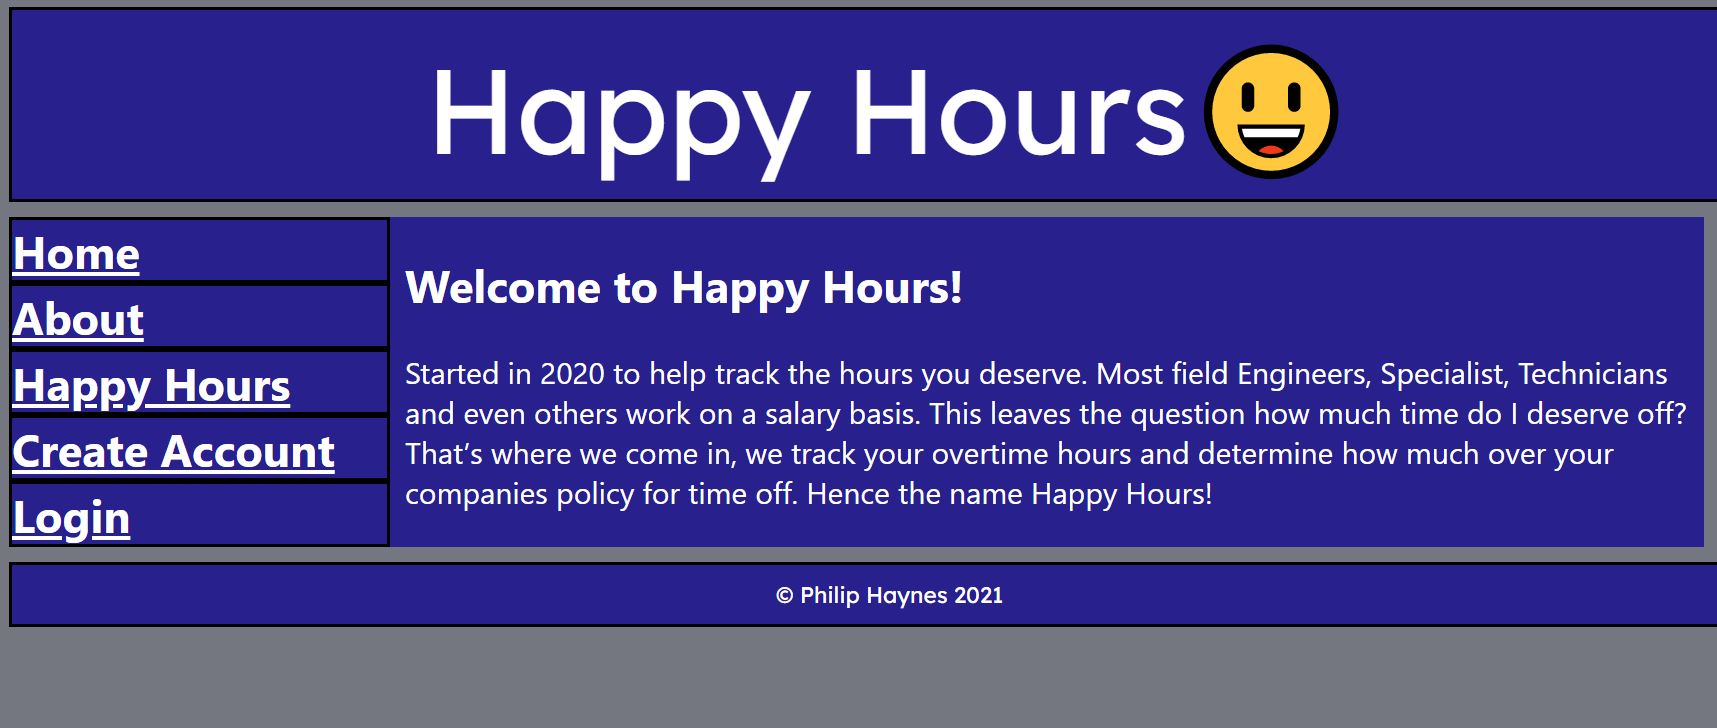 Happy Hours
Home
About
Happy Hours
Create Account
Login
Welcome to Happy Hours!
Started in 2020 to help track the hours you deserve. Most field Engineers, Specialist, Technicians
and even others work on a salary basis. This leaves the question how much time do I deserve off?
That’s where we come in, we track your overtime hours and determine how much over your
companies policy for time off. Hence the name Happy Hours!
© Philip Haynes 2021